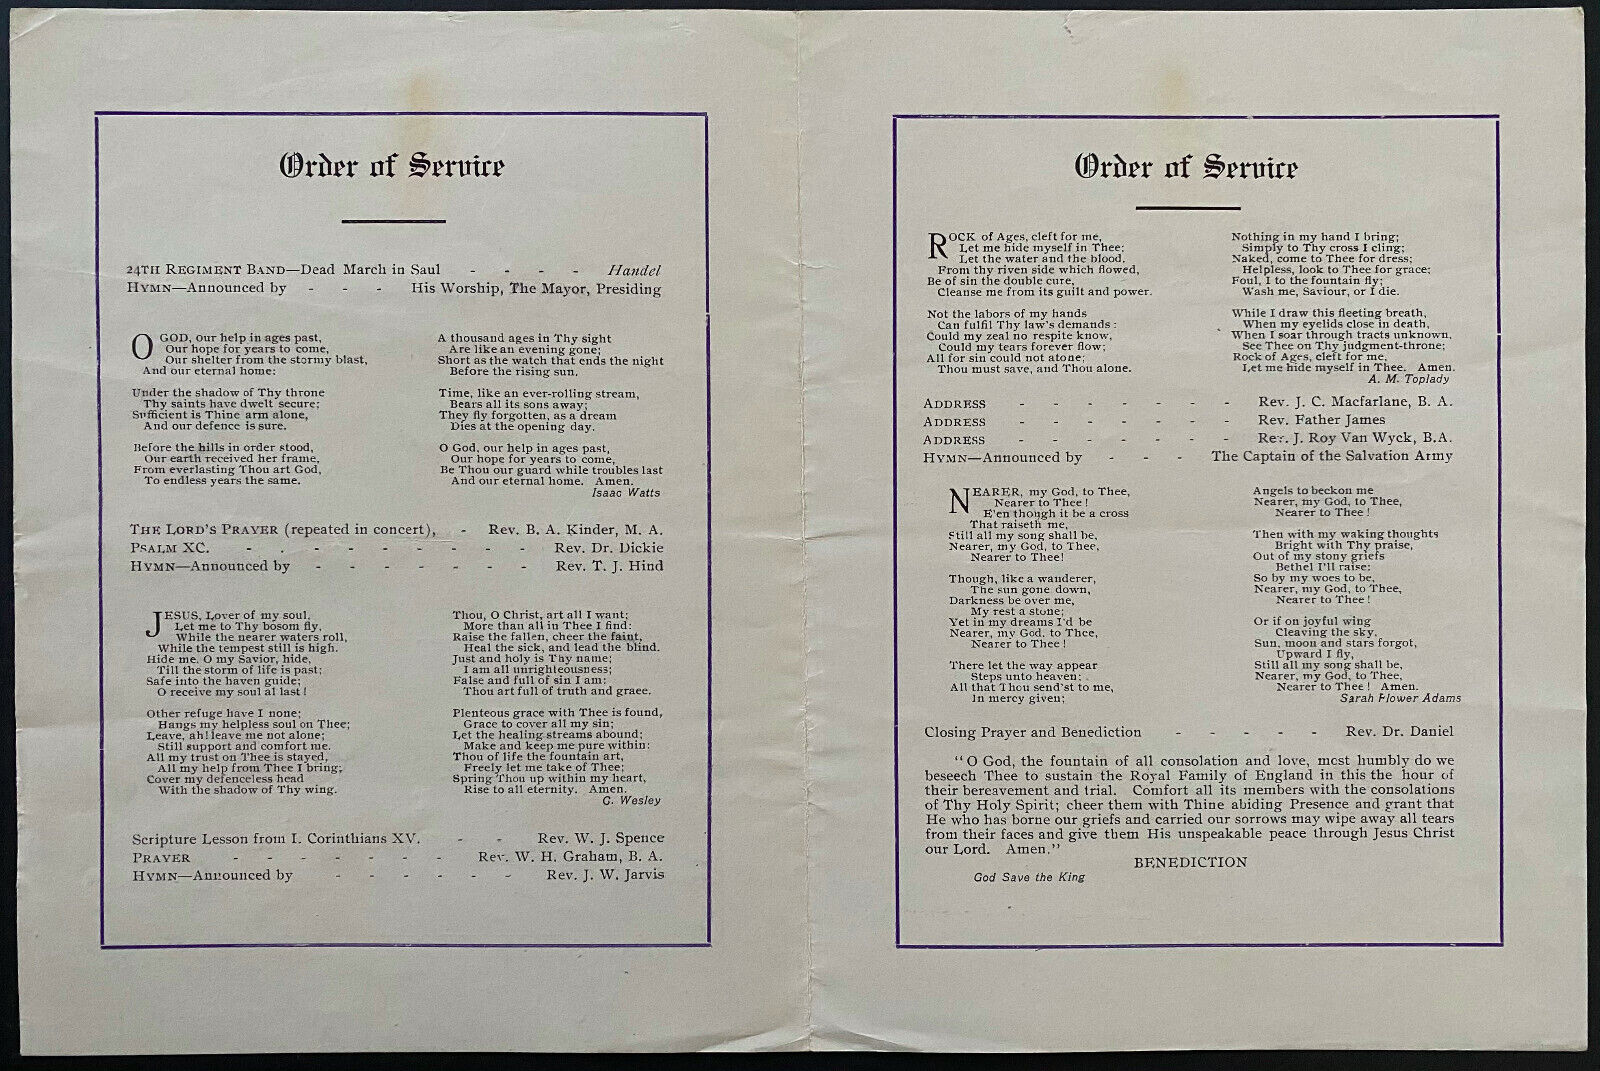 Order of Service
24TH REGIMENT BAND—Dead March in Saul - - - - Handel
HYMN—Announced by - - - His Worship, The Mayor, Presiding
O GOD, our help in ages past,
Our hope for years to come,
Our shelter from the stormy blast,
And our eternal home:
Under the shadow of Thy throne
Thy saints have dwelt secure;
Sufficient is Thine arm alone,
And our defence is sure.
Before the hills in order stood,
Our earth received her frame,
From everlasting Thou art God,
To endless years the same.
A thousand ages in Thy sight
Are like an evening gone;
Short as the watch that ends the night
Before the rising sun.
Time, like an ever-rolling stream,
Bears all its sons away;
They fly forgotten, as a dream
Dies at the opening day.
O God, our help in ages past,
Our hope for years to come,
Be Thou our guard while troubles last
And our eternal home. Amen.
Isaac Watts
THE LORD'S PRAYER (repeated in concert), - Rev. B. A. Kinder, M. A.
PSALM XC. - . - - - - - - - Rev. Dr. Dickie
HYMN—Announced by - - - - - - - Rev. T. J. Hind
JESUS, Lover of my soul,
Let me to Thy bosom fly,
While the nearer waters roll,
While the tempest still is high.
Hide me, O my Savior, hide,
Till the storm of life is past;
Safe into the haven guide;
O receive my soul al last!
Other refuge have I none;
Hangs my helpless soul on Thee;
Leave, ah! leave me not alone;
Still support and comfort me.
All my trust on Thee is stayed,
All my help from Thee I bring;
Cover my defenceless head
With the shadow of Thy wing.
Thou, O Christ, art all I want;
More than all in Thee I find:
Raise the fallen, cheer the faint,
Heal the sick, and lead the blind.
Just and holy is Thy name;
I am all unrighteousness;
False and full of sin I am:
Thou art full of truth and graee.
Plenteous grace with Thee is found,
Grace to cover all my sin;
Let the healing streams abound;
Make and keep me pure within:
Thou of life the fountain art,
Freely let me take of Thee;
Spring Thou up within my heart,
Rise to all eternity. Amen.
C. Wesley
Scripture Lesson from I. Corinthians XV. - - Rev. W. J. Spence
PRAYER - - - - - - - Rev. W. H. Graham, B. A.
HYMN—Announced by - - - - - - Rev. J. W. Jarvis
Order of Service
ROCK of Ages, cleft for me,
Let me hide myself in Thee;
Let the water and the blood,
From thy riven side which flowed,
Be of sin the double cure,
Cleanse me from its guilt and power.
Not the labors of my hands
Can fulfil Thy law's demands:
Could my zeal no respite know,
Could my tears forever flow;
All for sin could not atone;
Thou must save, and Thou alone.
Nothing in my hand I bring;
Simply to Thy cross I cling;
Naked, come to Thee for dress;
Helpless, look to Thee for grace;
Foul, I to the fountain fly;
Wash me, Saviour, or I die.
While I draw this fleeting breath,
When my eyelids close in death,
When I soar through tracts unknown,
See Thee on Thy judgment-throne;
Rock of Ages, cleft for me,
Let me hide myself in Thee. Amen.
A. M. Toplady
ADDRESS - - - - - - - Rev. J. C. Macfarlane, B. A.
ADDRESS - - - - - - - Rev. Father James
ADDRESS - - - - - - - Rev. J. Roy Van Wyck, B.A.
HYMN—Announced by - - - The Captain of the Salvation Army
NEARER, my God, to Thee,
Nearer to Thee!
E'en though it be a cross
That raiseth me,
Still all my song shall be,
Nearer, my God, to Thee,
Nearer to Thee!
Though, like a wanderer,
The sun gone down,
Darkness be over me,
My rest a stone;
Yet in my dreams I'd be
Nearer, my God, to Thee,
Nearer to Thee!
There let the way appear
Steps unto heaven;
All that Thou send'st to me,
In mercy given;
Angels to beckon me
Nearer, my God, to Thee,
Nearer to Thee!
Then with my waking thoughts
Bright with Thy praise,
Out of my stony griefs
Bethel I'll raise;
So by my woes to be,
Nearer, my God, to Thee,
Nearer to Thee!
Or if on joyful wing
Cleaving the sky,
Sun, moon and stars forgot,
Upward I fly,
Still all my song shall be,
Nearer, my God, to Thee,
Nearer to Thee! Amen.
Sarah Flower Adams
Closing Prayer and Benediction - - - - - Rev. Dr. Daniel
"O God, the fountain of all consolation and love, most humbly do we
beseech Thee to sustain the Royal Family of England in this the hour of
their bereavement and trial. Comfort all its members with the consolations
of Thy Holy Spirit; cheer them with Thine abiding Presence and grant that
He who has borne our griefs and carried our sorrows may wipe away all tears
from their faces and give them His unspeakable peace through Jesus Christ
our Lord. Amen."
BENEDICTION
God Save the King